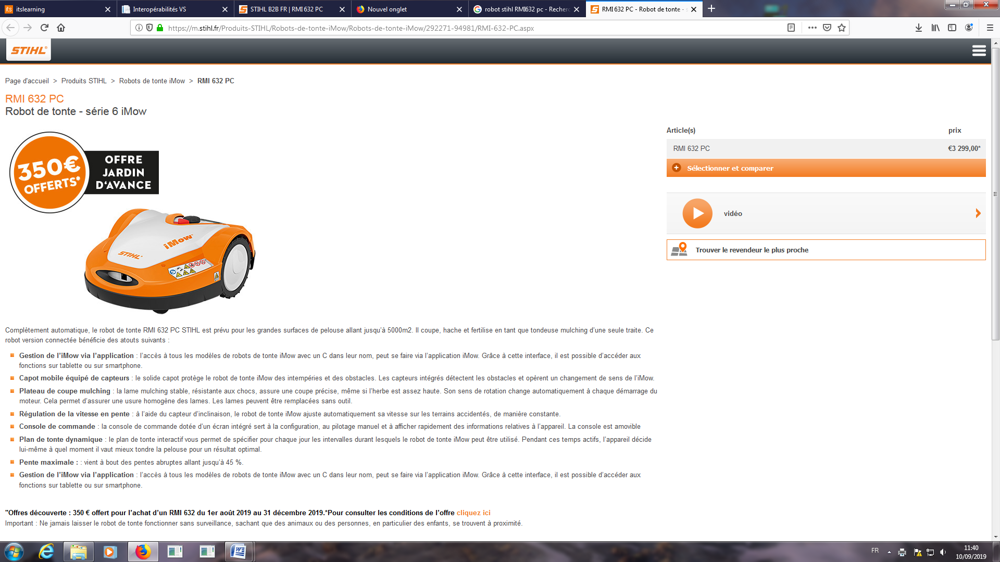 itslearning
Interopérabilités VS
STIHL B2B FR | RMI 632 PC
Nouvel onglet
robot stihl RMI632 pc - Recher
RMI 632 PC - Robot de tonte - s
https://m.stihl.fr/Produits-STIHL/Robots-de-tonte-iMow/Robots-de-tonte-iMow/292271-94981/RMI-632-PC.aspx
STIHL®
Page d'accueil > Produits STIHL > Robots de tonte iMow > RMI 632 PC
RMI 632 PC
Robot de tonte - série 6 iMow
350€
OFFERTS*
OFFRE
JARDIN
D'AVANCE
iMow
STIHL
Article(s) prix
RMI 632 PC €3 299,00*
Sélectionner et comparer
vidéo
Trouver le revendeur le plus proche
Complètement automatique, le robot de tonte RMI 632 PC STIHL est prévu pour les grandes surfaces de pelouse allant jusqu’à 5000m2. Il coupe, hache et fertilise en tant que tondeuse mulching d’une seule traite. Ce
robot version connectée bénéficie des atouts suivants :
Gestion de l’iMow via l’application : l’accès à tous les modèles de robots de tonte iMow avec un C dans leur nom, peut se faire via l’application iMow. Grâce à cette interface, il est possible d’accéder aux
fonctions sur tablette ou sur smartphone.
Capot mobile équipé de capteurs : le solide capot protège le robot de tonte iMow des intempéries et des obstacles. Les capteurs intégrés détectent les obstacles et opèrent un changement de sens de l’iMow.
Plateau de coupe mulching : la lame mulching stable, résistante aux chocs, assure une coupe précise, même si l’herbe est assez haute. Son sens de rotation change automatiquement à chaque démarrage du
moteur. Cela permet d’assurer une usure homogène des lames. Les lames peuvent être remplacées sans outil.
Régulation de la vitesse en pente : à l’aide du capteur d’inclinaison, le robot de tonte iMow ajuste automatiquement sa vitesse sur les terrains accidentés, de manière constante.
Console de commande : la console de commande dotée d’un écran intégré sert à la configuration, au pilotage manuel et à afficher rapidement des informations relatives à l’appareil. La console est amovible
Plan de tonte dynamique : le plan de tonte interactif vous permet de spécifier pour chaque jour les intervalles durant lesquels le robot de tonte iMow peut être utilisé. Pendant ces temps actifs, l’appareil décide
lui-même à quel moment il vaut mieux tondre la pelouse pour un résultat optimal.
Pente maximale : : vient à bout des pentes abruptes allant jusqu’à 45 %.
Gestion de l’iMow via l’application : l’accès à tous les modèles de robots de tonte iMow avec un C dans leur nom, peut se faire via l’application iMow. Grâce à cette interface, il est possible d’accéder aux
fonctions sur tablette ou sur smartphone.
"Offres découverte : 350 € offert pour l’achat d’un RMI 632 du 1er août 2019 au 31 décembre 2019.*Pour consulter les conditions de l’offre cliquez ici
Important : Ne jamais laisser le robot de tonte fonctionner sans surveillance, sachant que des animaux ou des personnes, en particulier des enfants, se trouvent à proximité.
FR
11:40
10/09/2019